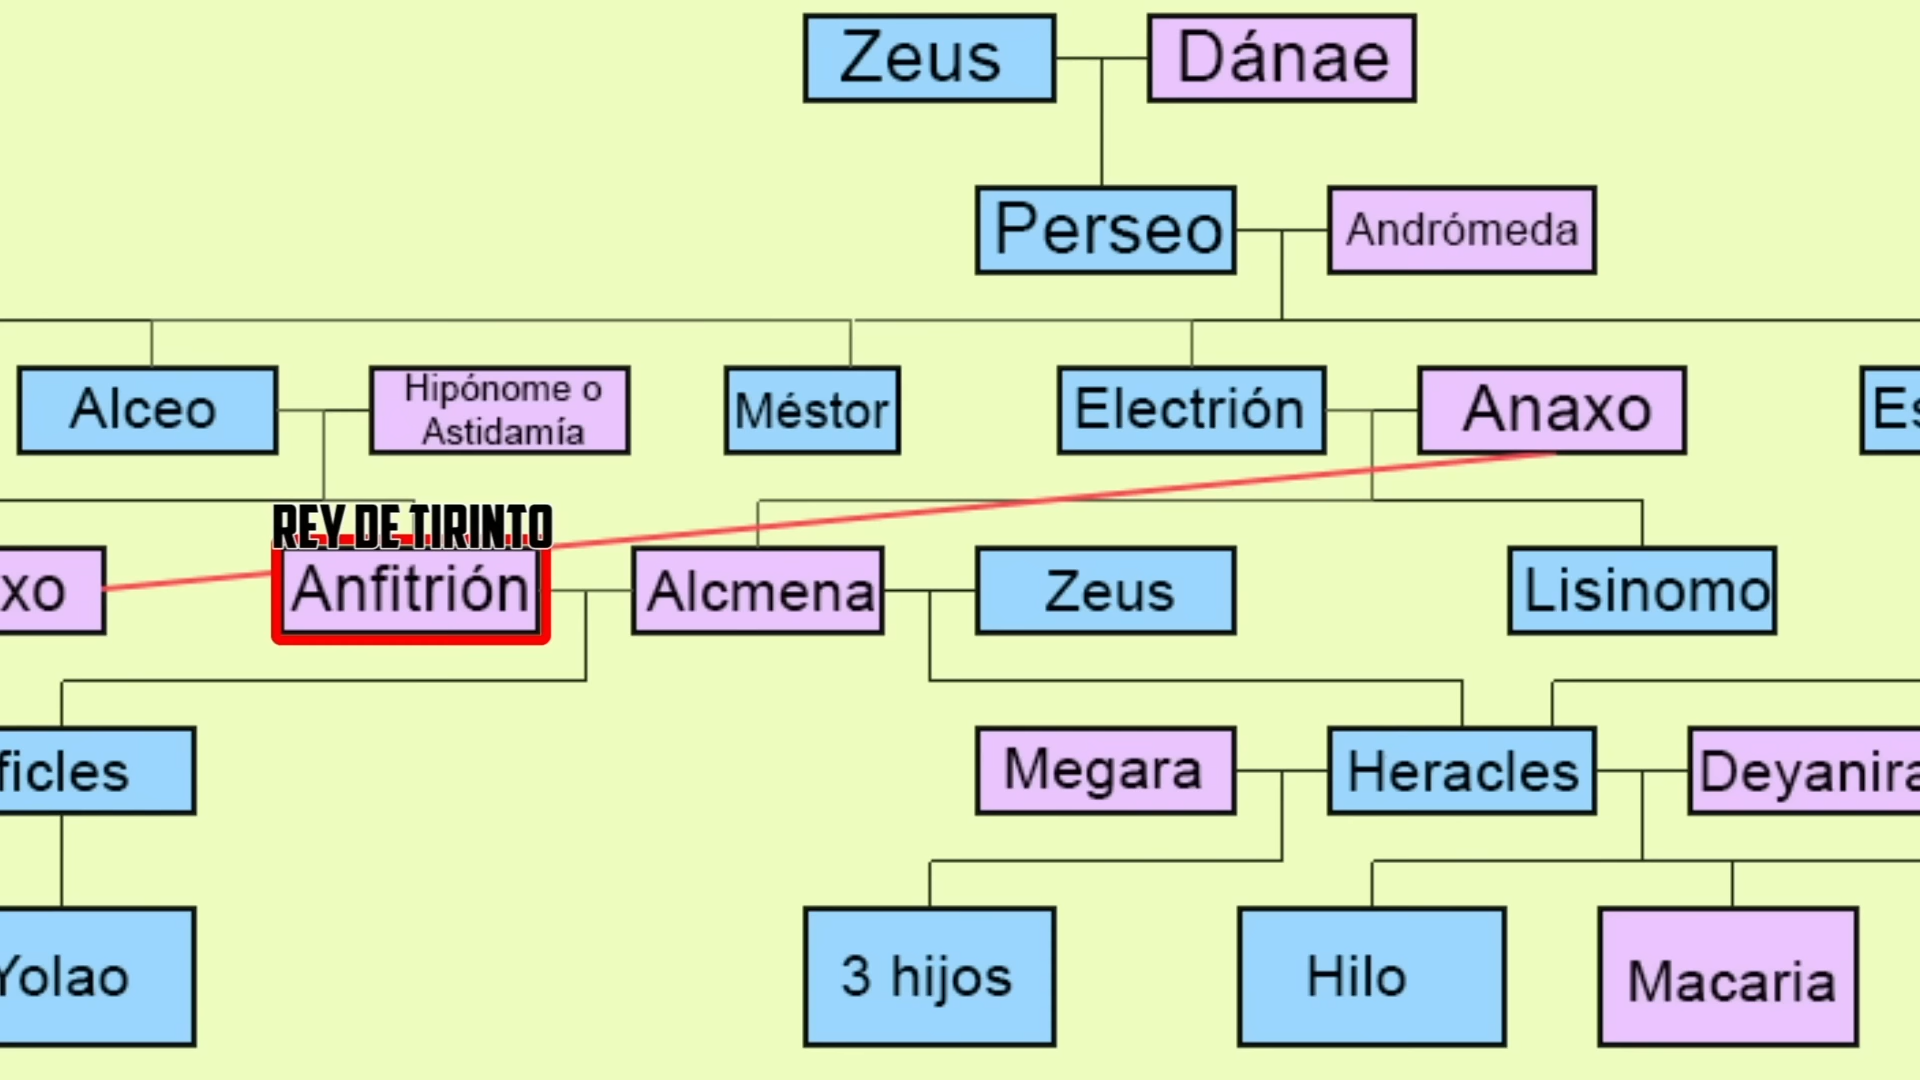 Zeus
Dánae
Perseo
Andrómeda
Alceo
Hipónome o
Astidamía
Méstor
Electrión
Anaxo
Es
REY DE TIRINTO
xo
Anfitrión
Alcmena
Zeus
Lisinomo
ficles
Megara
Heracles
Deyanira
Yolao
3 hijos
Hilo
Macaria